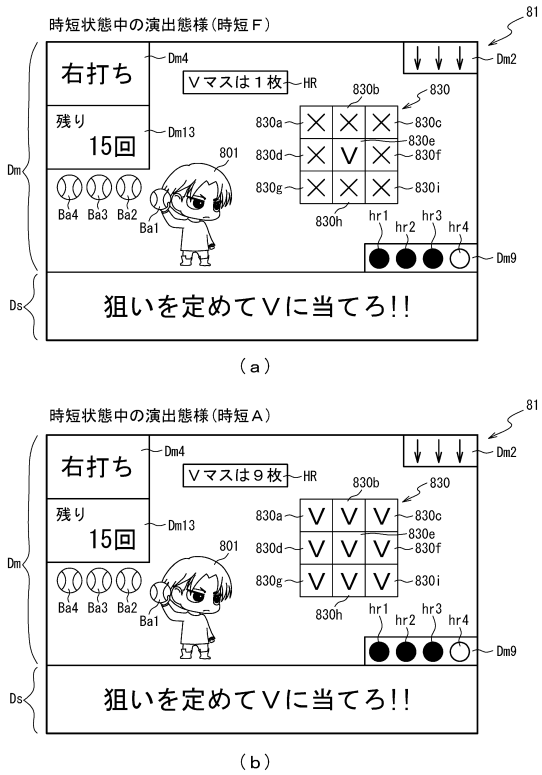 時短状態中の演出態様(時短F)
81
右打ち
Dm4
Vマスは1枚
HR
↓ ↓ ↓
Dm2
残り
15回
Dm13
Dm
830b
830
830a
X X X
830c
830e
830d
X V X
830f
830g
X X X
830i
830h
801
Ba4 Ba3 Ba2 Ba1
hr1 hr2 hr3 hr4
Dm9
Ds
狙いを定めてVに当てろ!!
(a)
時短状態中の演出態様(時短A)
81
右打ち
Dm4
Vマスは9枚
HR
↓ ↓ ↓
Dm2
残り
15回
Dm13
Dm
830b
830
830a
V V V
830c
830e
830d
V V V
830f
830g
V V V
830i
830h
801
Ba4 Ba3 Ba2 Ba1
hr1 hr2 hr3 hr4
Dm9
Ds
狙いを定めてVに当てろ!!
(b)